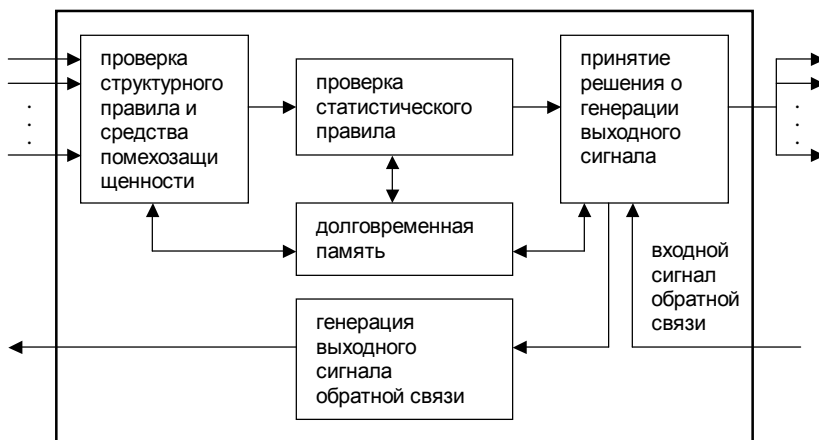 проверка
структурного
правила и
средства
помехозащи
щенности
проверка
статистического
правила
принятие
решения о
генерации
выходного
сигнала
долговременная
память
входной
сигнал
обратной
связи
генерация
выходного
сигнала
обратной связи